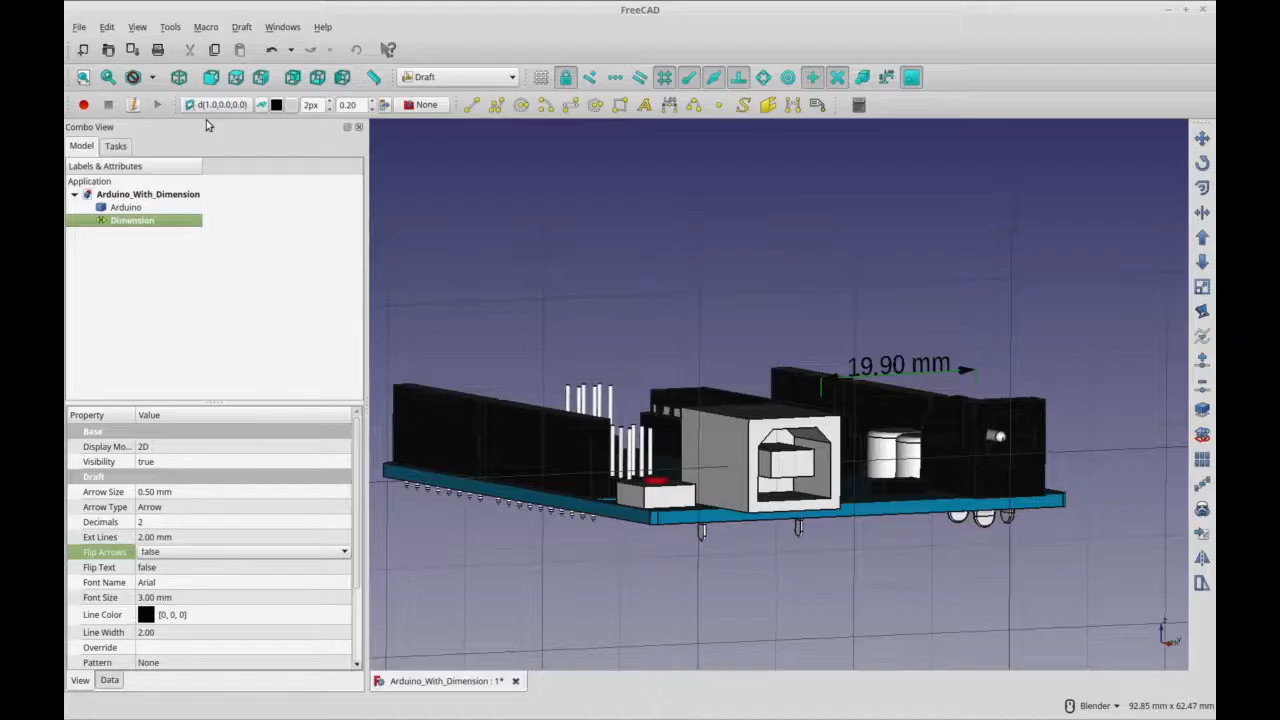 FreeCAD
File Edit View Tools Macro Draft Windows Help
Draft
d(1.0,0.0,0.0) 2px 0.20 None
Combo View
Model Tasks
Labels & Attributes
Application
Arduino_With_Dimension
Arduino
Dimension
19.90 mm
Property Value
Base
Display Mo... 2D
Visibility true
Draft
Arrow Size 0.50 mm
Arrow Type Arrow
Decimals 2
Ext Lines 2.00 mm
Flip Arrows false
Flip Text false
Font Name Arial
Font Size 3.00 mm
Line Color [0, 0, 0]
Line Width 2.00
Override
Pattern None
View Data
Arduino_With_Dimension : 1*
Blender 92.85 mm x 62.47 mm